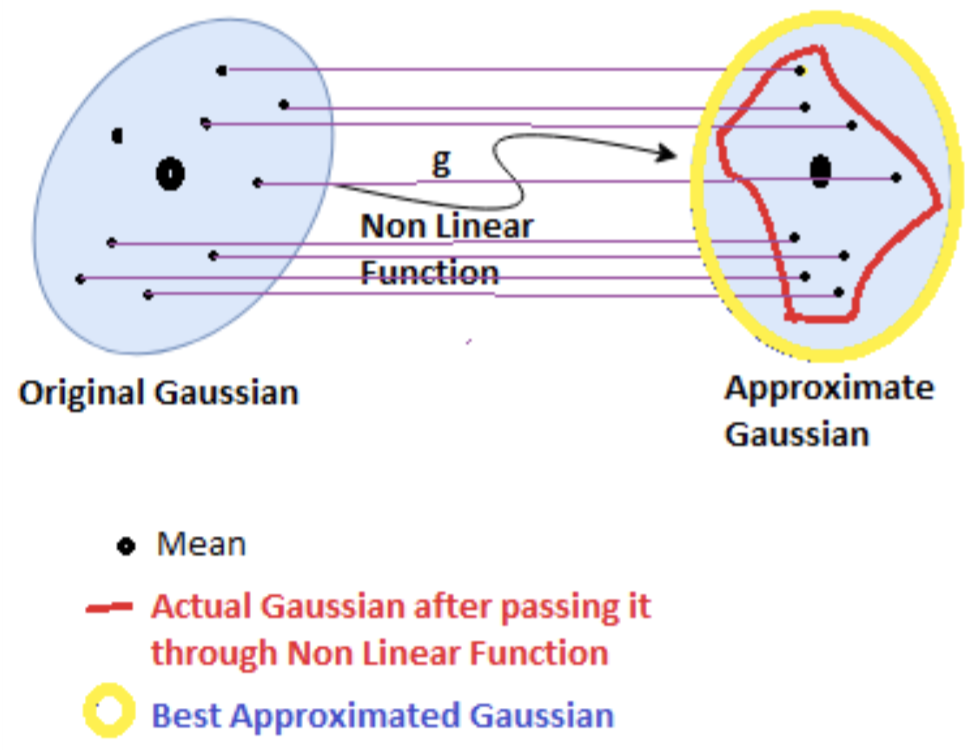 g
Non Linear
Function
Original Gaussian
Approximate
Gaussian
Mean
Actual Gaussian after passing it
through Non Linear Function
Best Approximated Gaussian